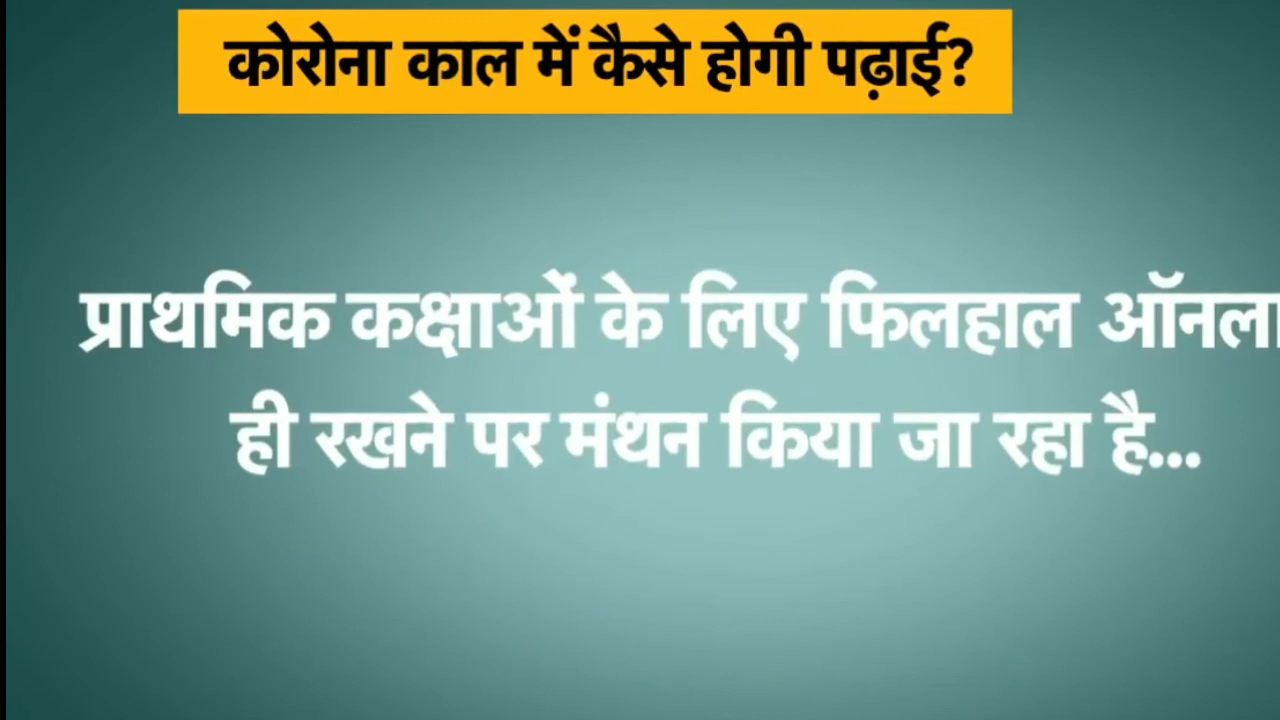 कोरोना काल में कैसे होगी पढ़ाई?
प्राथमिक कक्षाओं के लिए फिलहाल ऑनला
ही रखने पर मंथन किया जा रहा है...